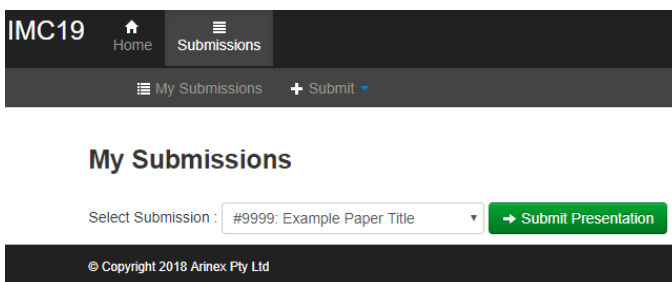 IMC19
Home
Submissions
My Submissions
Submit
My Submissions
Select Submission :
#9999: Example Paper Title
Submit Presentation
© Copyright 2018 Arinex Pty Ltd